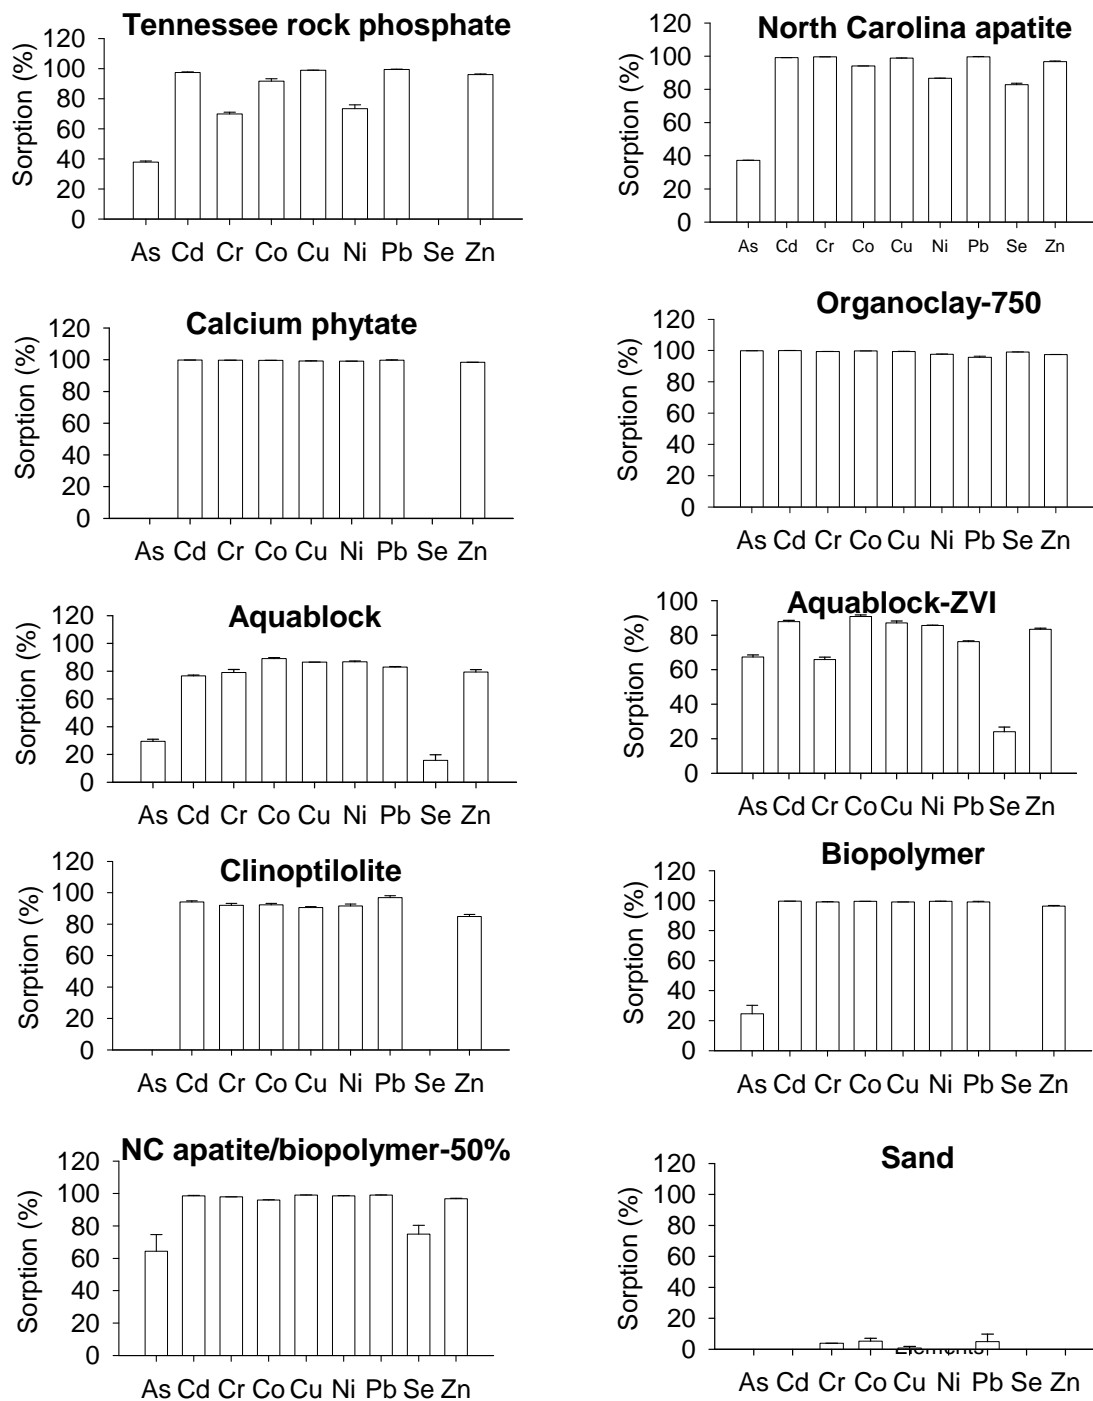 Tennessee rock phosphate
Sorption (%)
120
100
80
60
40
20
0
As Cd Cr Co Cu Ni Pb Se Zn
North Carolina apatite
Sorption (%)
120
100
80
60
40
20
0
As Cd Cr Co Cu Ni Pb Se Zn
Calcium phytate
Sorption (%)
120
100
80
60
40
20
0
As Cd Cr Co Cu Ni Pb Se Zn
Organoclay-750
Sorption (%)
120
100
80
60
40
20
0
As Cd Cr Co Cu Ni Pb Se Zn
Aquablock
Sorption (%)
120
100
80
60
40
20
0
As Cd Cr Co Cu Ni Pb Se Zn
Aquablock-ZVI
Sorption (%)
100
80
60
40
20
0
As Cd Cr Co Cu Ni Pb Se Zn
Clinoptilolite
Sorption (%)
120
100
80
60
40
20
0
As Cd Cr Co Cu Ni Pb Se Zn
Biopolymer
Sorption (%)
120
100
80
60
40
20
0
As Cd Cr Co Cu Ni Pb Se Zn
NC apatite/biopolymer-50%
Sorption (%)
120
100
80
60
40
20
0
As Cd Cr Co Cu Ni Pb Se Zn
Sand
Sorption (%)
120
100
80
60
40
20
0
Elements
As Cd Cr Co Cu Ni Pb Se Zn